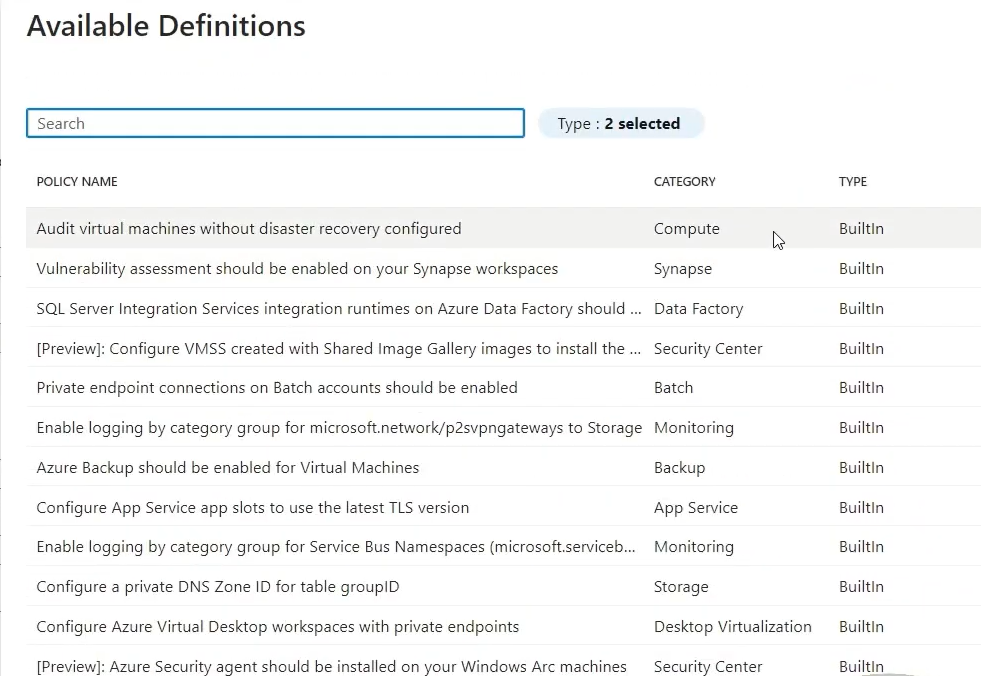 Available Definitions
Search
Type : 2 selected
POLICY NAME CATEGORY TYPE
Audit virtual machines without disaster recovery configured Compute BuiltIn
Vulnerability assessment should be enabled on your Synapse workspaces Synapse BuiltIn
SQL Server Integration Services integration runtimes on Azure Data Factory should ... Data Factory BuiltIn
[Preview]: Configure VMSS created with Shared Image Gallery images to install the ... Security Center BuiltIn
Private endpoint connections on Batch accounts should be enabled Batch BuiltIn
Enable logging by category group for microsoft.network/p2svpngateways to Storage Monitoring BuiltIn
Azure Backup should be enabled for Virtual Machines Backup BuiltIn
Configure App Service app slots to use the latest TLS version App Service BuiltIn
Enable logging by category group for Service Bus Namespaces (microsoft.serviceb... Monitoring BuiltIn
Configure a private DNS Zone ID for table groupID Storage BuiltIn
Configure Azure Virtual Desktop workspaces with private endpoints Desktop Virtualization BuiltIn
[Preview]: Azure Security agent should be installed on your Windows Arc machines Security Center BuiltIn